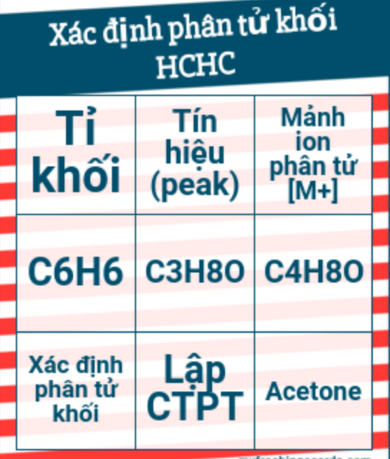 Xác định phân tử khối
HCHC
Tỉ
khối
Tín
hiệu
(peak)
Mảnh
ion
phân tử
[M+]
C6H6
C3H8O
C4H8O
Xác định
phân tử
khối
Lập
CTPT
Acetone